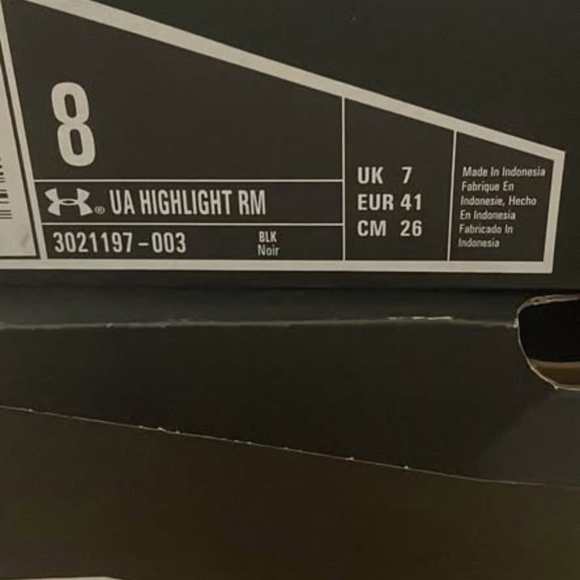 8
® UA HIGHLIGHT RM
3021197-003 BLK
Noir
UK 7
EUR 41
CM 26
Made In Indonesia
Fabrique En
Indonesie, Hecho
En Indonesia
Fabricado In
Indonesia